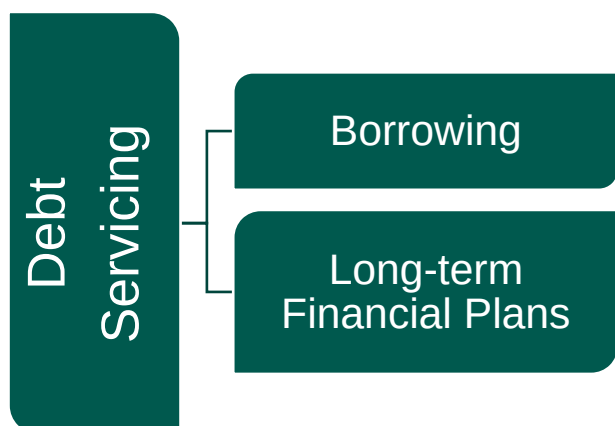 Debt
Servicing
Borrowing
Long-term
Financial Plans